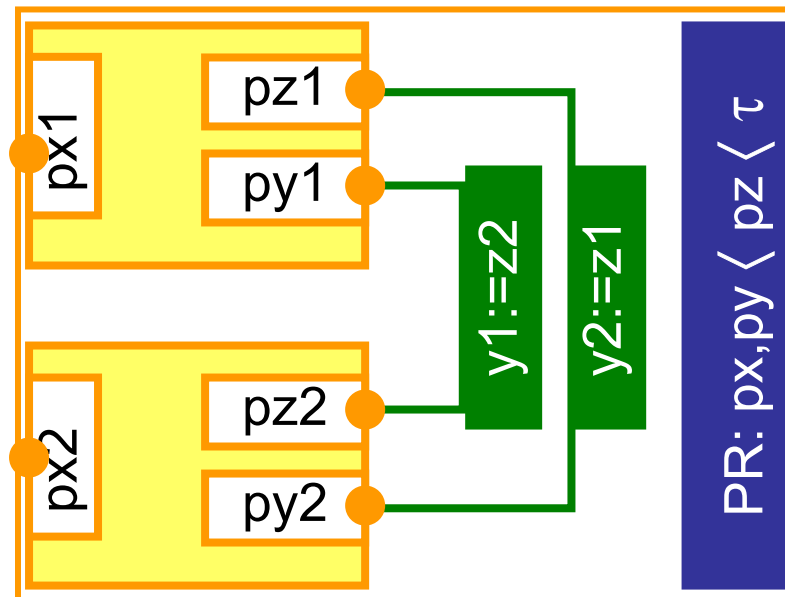 px1
pz1
py1
px2
pz2
py2
y1:=z2
y2:=z1
PR: px,py 〈 pz 〈 τ